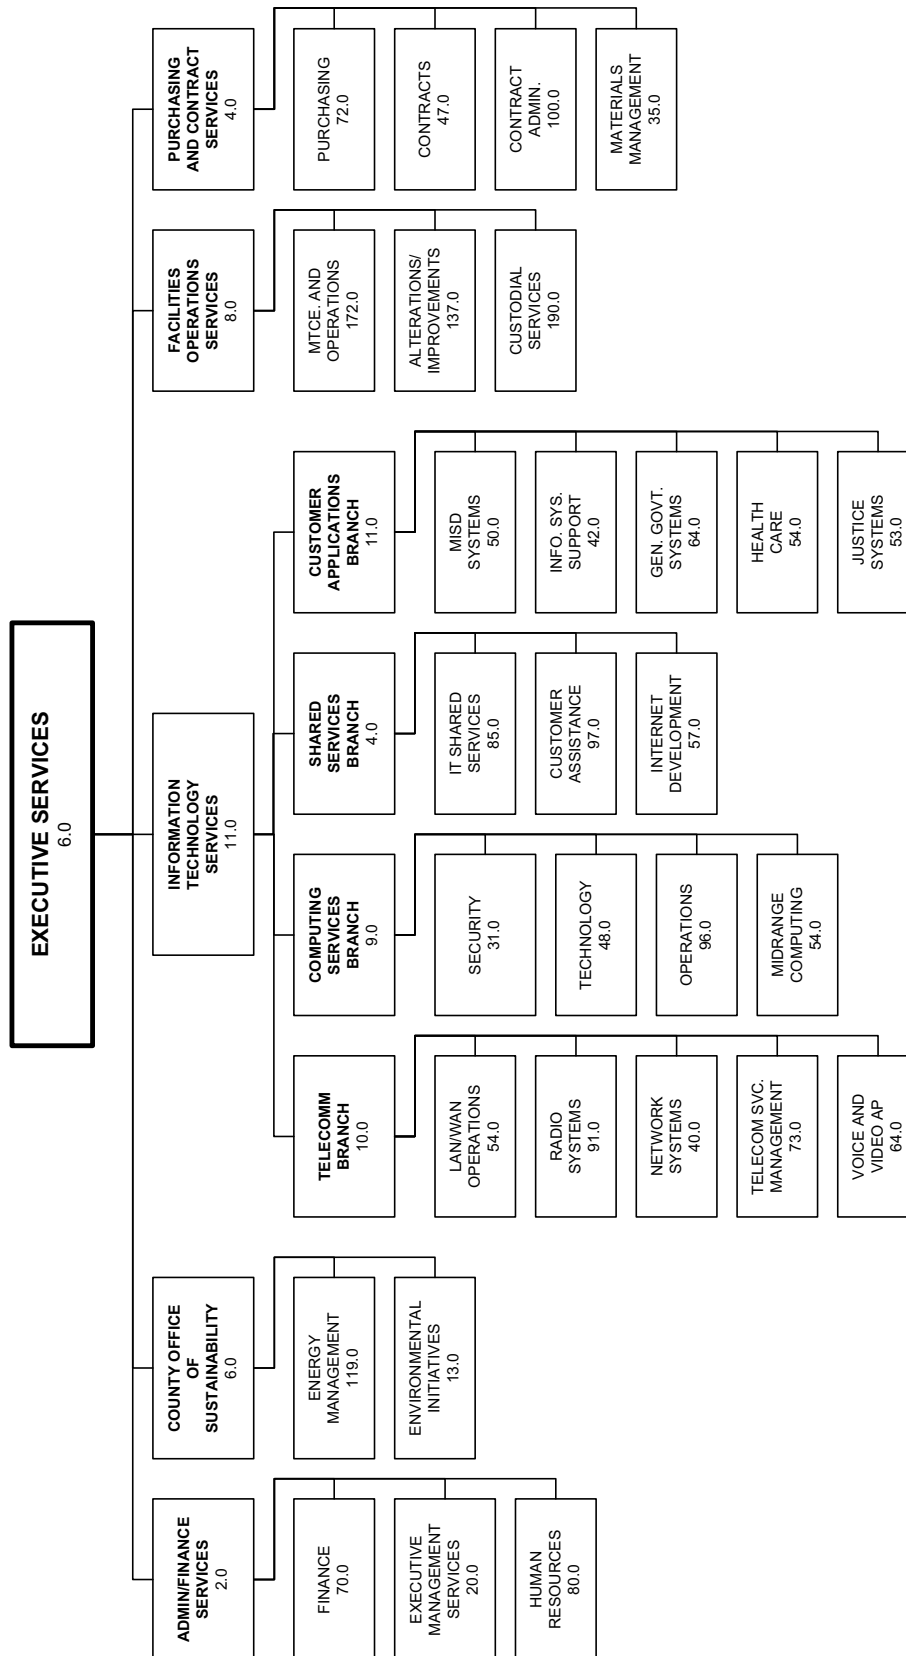 EXECUTIVE SERVICES
6.0
ADMIN/FINANCE
SERVICES
2.0
FINANCE
70.0
EXECUTIVE
MANAGEMENT
SERVICES
20.0
HUMAN
RESOURCES
80.0
COUNTY OFFICE
OF
SUSTAINABILITY
6.0
ENERGY
MANAGEMENT
119.0
ENVIRONMENTAL
INITIATIVES
13.0
INFORMATION
TECHNOLOGY
SERVICES
11.0
TELECOMM
BRANCH
10.0
LAN/WAN
OPERATIONS
54.0
RADIO
SYSTEMS
91.0
NETWORK
SYSTEMS
40.0
TELECOM SVC.
MANAGEMENT
73.0
VOICE AND
VIDEO AP
64.0
COMPUTING
SERVICES
BRANCH
9.0
SECURITY
31.0
TECHNOLOGY
48.0
OPERATIONS
96.0
MIDRANGE
COMPUTING
54.0
SHARED
SERVICES
BRANCH
4.0
IT SHARED
SERVICES
85.0
CUSTOMER
ASSISTANCE
97.0
INTERNET
DEVELOPMENT
57.0
CUSTOMER
APPLICATIONS
BRANCH
11.0
MISD
SYSTEMS
50.0
INFO. SYS.
SUPPORT
42.0
GEN. GOVT.
SYSTEMS
64.0
HEALTH
CARE
54.0
JUSTICE
SYSTEMS
53.0
FACILITIES
OPERATIONS
SERVICES
8.0
MTCE. AND
OPERATIONS
172.0
ALTERATIONS/
IMPROVEMENTS
137.0
CUSTODIAL
SERVICES
190.0
PURCHASING
AND CONTRACT
SERVICES
4.0
PURCHASING
72.0
CONTRACTS
47.0
CONTRACT
ADMIN.
100.0
MATERIALS
MANAGEMENT
35.0